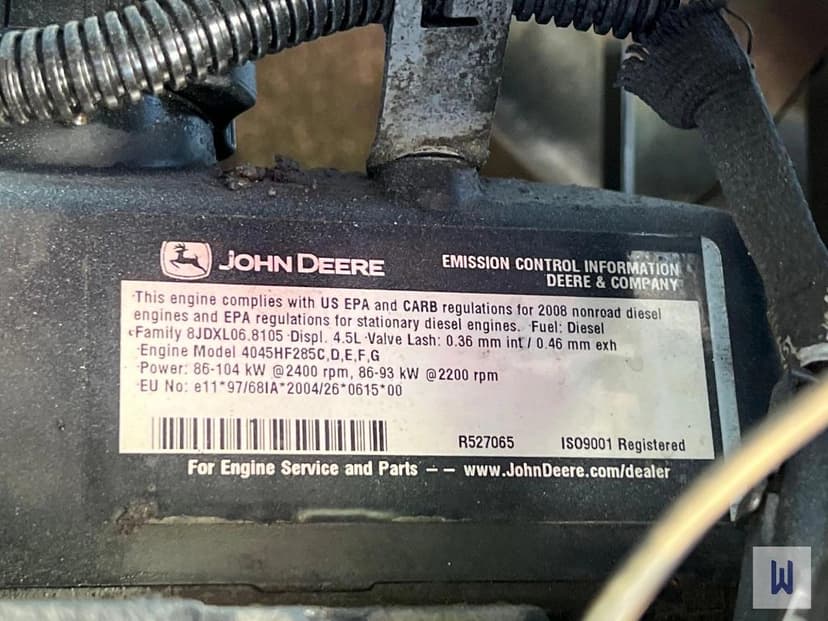 JOHN DEERE
EMISSION CONTROL INFORMATION
DEERE & COMPANY
·This engine complies with US EPA and CARB regulations for 2008 nonroad diesel
engines and EPA regulations for stationary diesel engines. ·Fuel: Diesel
·Family 8JDXL06.8105 ·Displ. 4.5L ·Valve Lash: 0.36 mm int / 0.46 mm exh
·Engine Model 4045HF285C,D,E,F,G
·Power: 86-104 kW @2400 rpm, 86-93 kW @2200 rpm
·EU No: e11*97/68IA*2004/26*0615*00
R527065
ISO9001 Registered
For Engine Service and Parts -- www.JohnDeere.com/dealer
W